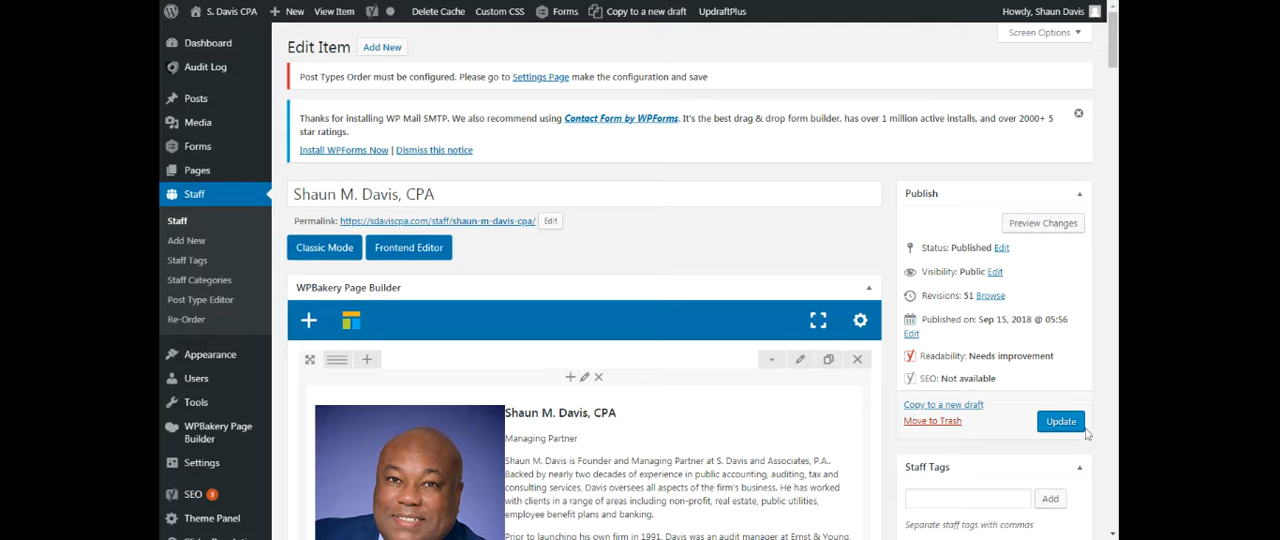 S. Davis CPA
New
View Item
Delete Cache
Custom CSS
Forms
Copy to a new draft
UpdraftPlus
Howdy, Shaun Davis
Dashboard
Audit Log
Posts
Media
Forms
Pages
Staff
Staff
Add New
Staff Tags
Staff Categories
Post Type Editor
Re-Order
Appearance
Users
Tools
WPBakery Page
Builder
Settings
SEO 3
Theme Panel
Screen Options
Edit Item
Add New
Post Types Order must be configured. Please go to Settings Page make the configuration and save
Thanks for installing WP Mail SMTP. We also recommend using Contact Form by WPForms. It's the best drag & drop form builder, has over 1 million active installs, and over 2000+ 5
star ratings.
Install WPForms Now | Dismiss this notice
Shaun M. Davis, CPA
Permalink: https://sdaviscpa.com/staff/shaun-m-davis-cpa/ Edit
Classic Mode
Frontend Editor
WPBakery Page Builder
Shaun M. Davis, CPA
Managing Partner
Shaun M. Davis is Founder and Managing Partner at S. Davis and Associates, P.A..
Backed by nearly two decades of experience in public accounting, auditing, tax and
consulting services, Davis oversees all aspects of the firm's business. He has worked
with clients in a range of areas including non-profit, real estate, public utilities,
employee benefit plans and banking.
Prior to launching his own firm in 1991, Davis was an audit manager at Ernst & Young,
Publish
Preview Changes
Status: Published Edit
Visibility: Public Edit
Revisions: 51 Browse
Published on: Sep 15, 2018 @ 05:56
Edit
Readability: Needs improvement
SEO: Not available
Copy to a new draft
Move to Trash
Update
Staff Tags
Add
Separate staff tags with commas